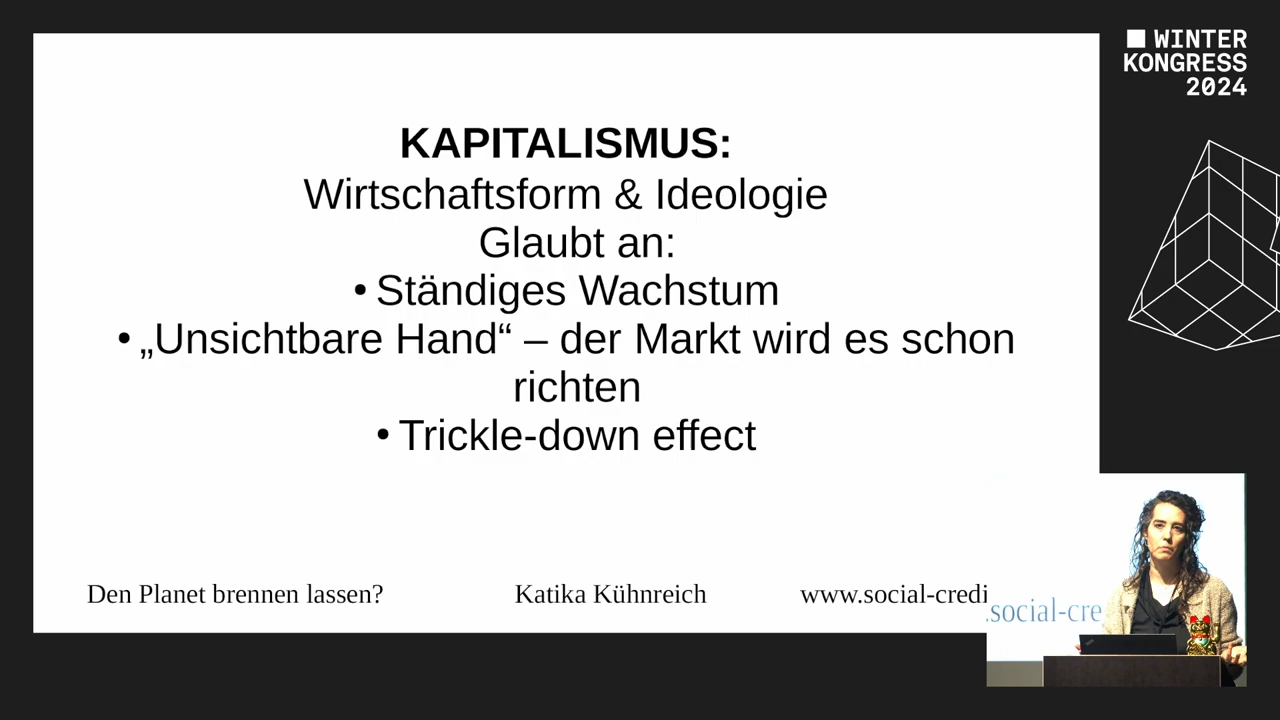 WINTER
KONGRESS
2024
KAPITALISMUS:
Wirtschaftsform & Ideologie
Glaubt an:
• Ständiges Wachstum
• „Unsichtbare Hand“ – der Markt wird es schon
richten
• Trickle-down effect
Den Planet brennen lassen? Katika Kühnreich www.social-credi
.social-cre